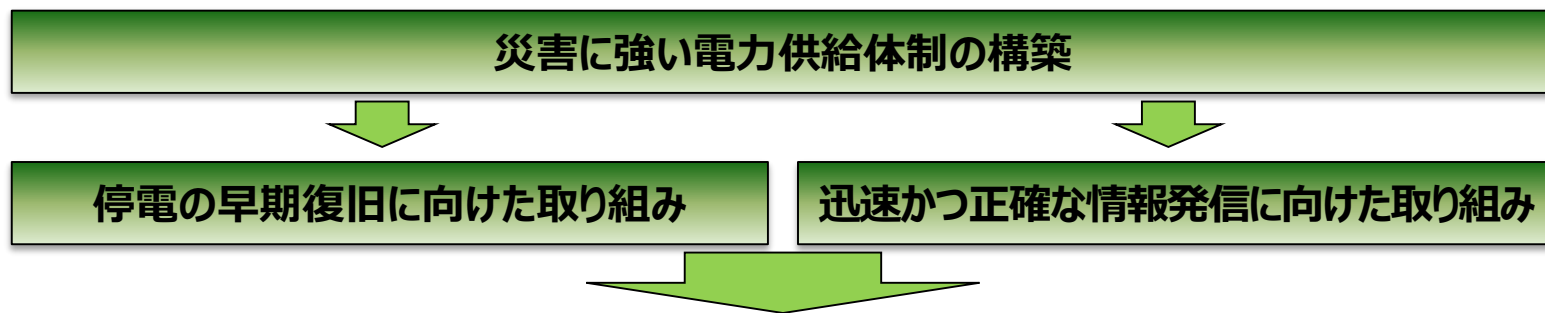 災害に強い電力供給体制の構築
停電の早期復旧に向けた取り組み
迅速かつ正確な情報発信に向けた取り組み